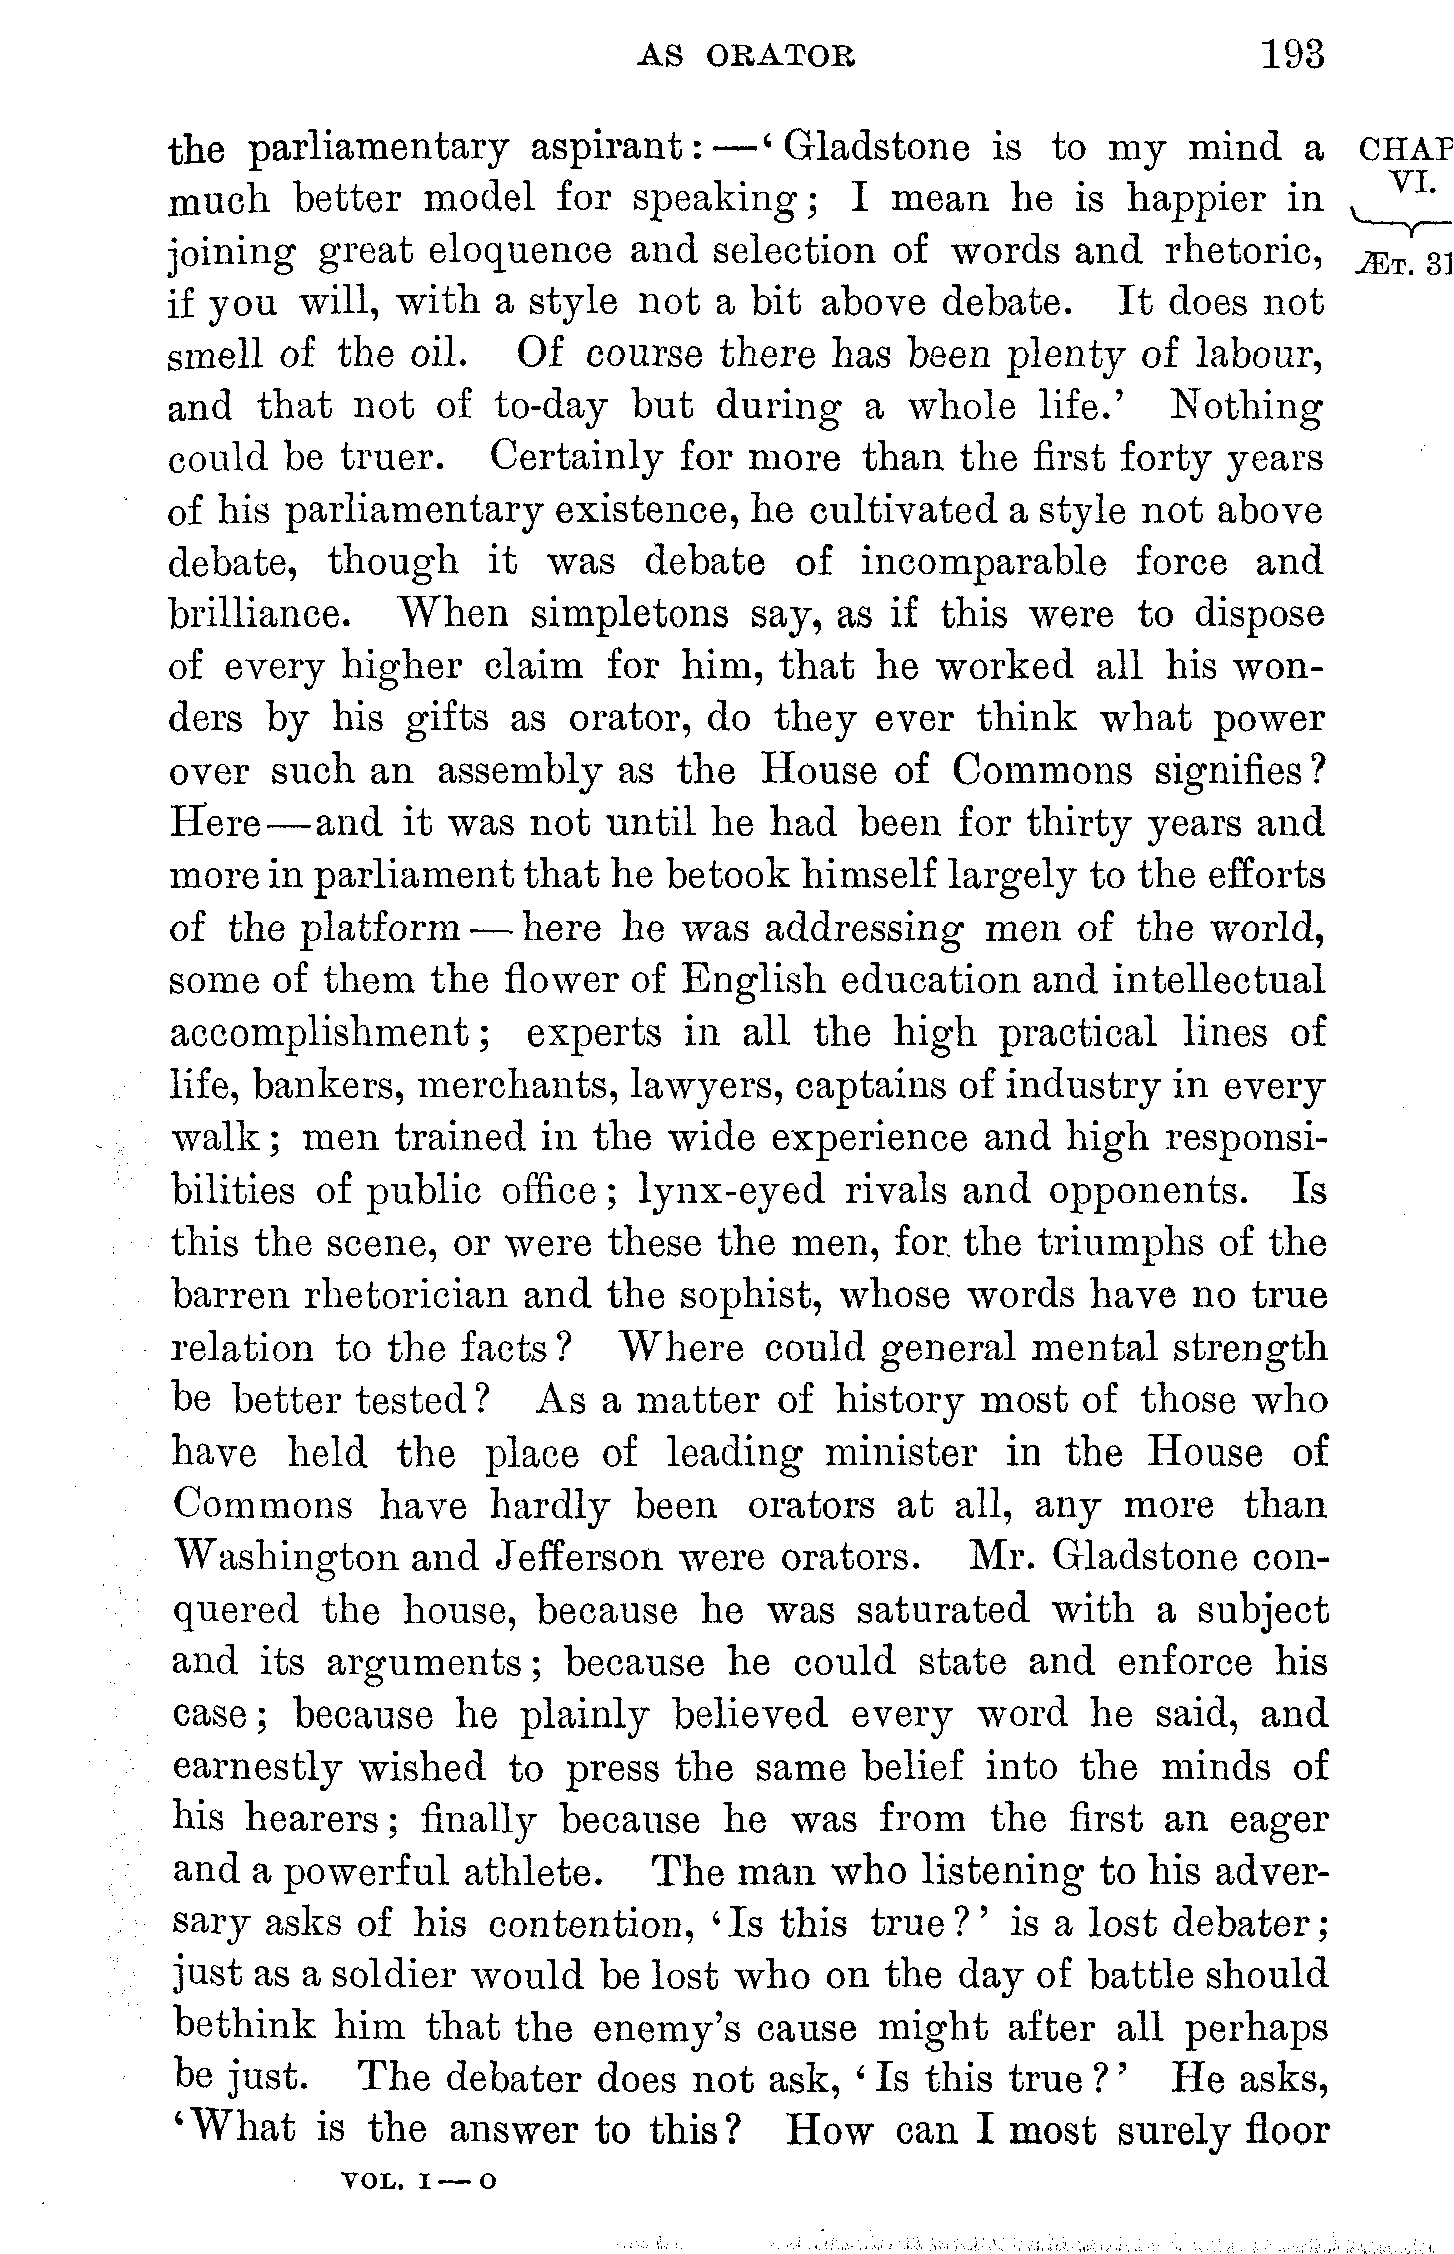 AS ORATOR 193
the parliamentary aspirant:—‘Gladstone is to my mind a
much better model for speaking; I mean he is happier in
joining great eloquence and selection of words and rhetoric,
if you will, with a style not a bit above debate. It does not
smell of the oil. Of course there has been plenty of labour,
and that not of to-day but during a whole life.’ Nothing
could be truer. Certainly for more than the first forty years
of his parliamentary existence, he cultivated a style not above
debate, though it was debate of incomparable force and
brilliance. When simpletons say, as if this were to dispose
of every higher claim for him, that he worked all his won-
ders by his gifts as orator, do they ever think what power
over such an assembly as the House of Commons signifies?
Here—and it was not until he had been for thirty years and
more in parliament that he betook himself largely to the efforts
of the platform—here he was addressing men of the world,
some of them the flower of English education and intellectual
accomplishment; experts in all the high practical lines of
life, bankers, merchants, lawyers, captains of industry in every
walk; men trained in the wide experience and high responsi-
bilities of public office; lynx-eyed rivals and opponents. Is
this the scene, or were these the men, for the triumphs of the
barren rhetorician and the sophist, whose words have no true
relation to the facts? Where could general mental strength
be better tested? As a matter of history most of those who
have held the place of leading minister in the House of
Commons have hardly been orators at all, any more than
Washington and Jefferson were orators. Mr. Gladstone con-
quered the house, because he was saturated with a subject
and its arguments; because he could state and enforce his
case; because he plainly believed every word he said, and
earnestly wished to press the same belief into the minds of
his hearers; finally because he was from the first an eager
and a powerful athlete. The man who listening to his adver-
sary asks of his contention, ‘Is this true?’ is a lost debater;
just as a soldier would be lost who on the day of battle should
bethink him that the enemy’s cause might after all perhaps
be just. The debater does not ask, ‘Is this true?’ He asks,
‘What is the answer to this? How can I most surely floor
VOL. I—O
CHAP
VI.
ÆT. 31